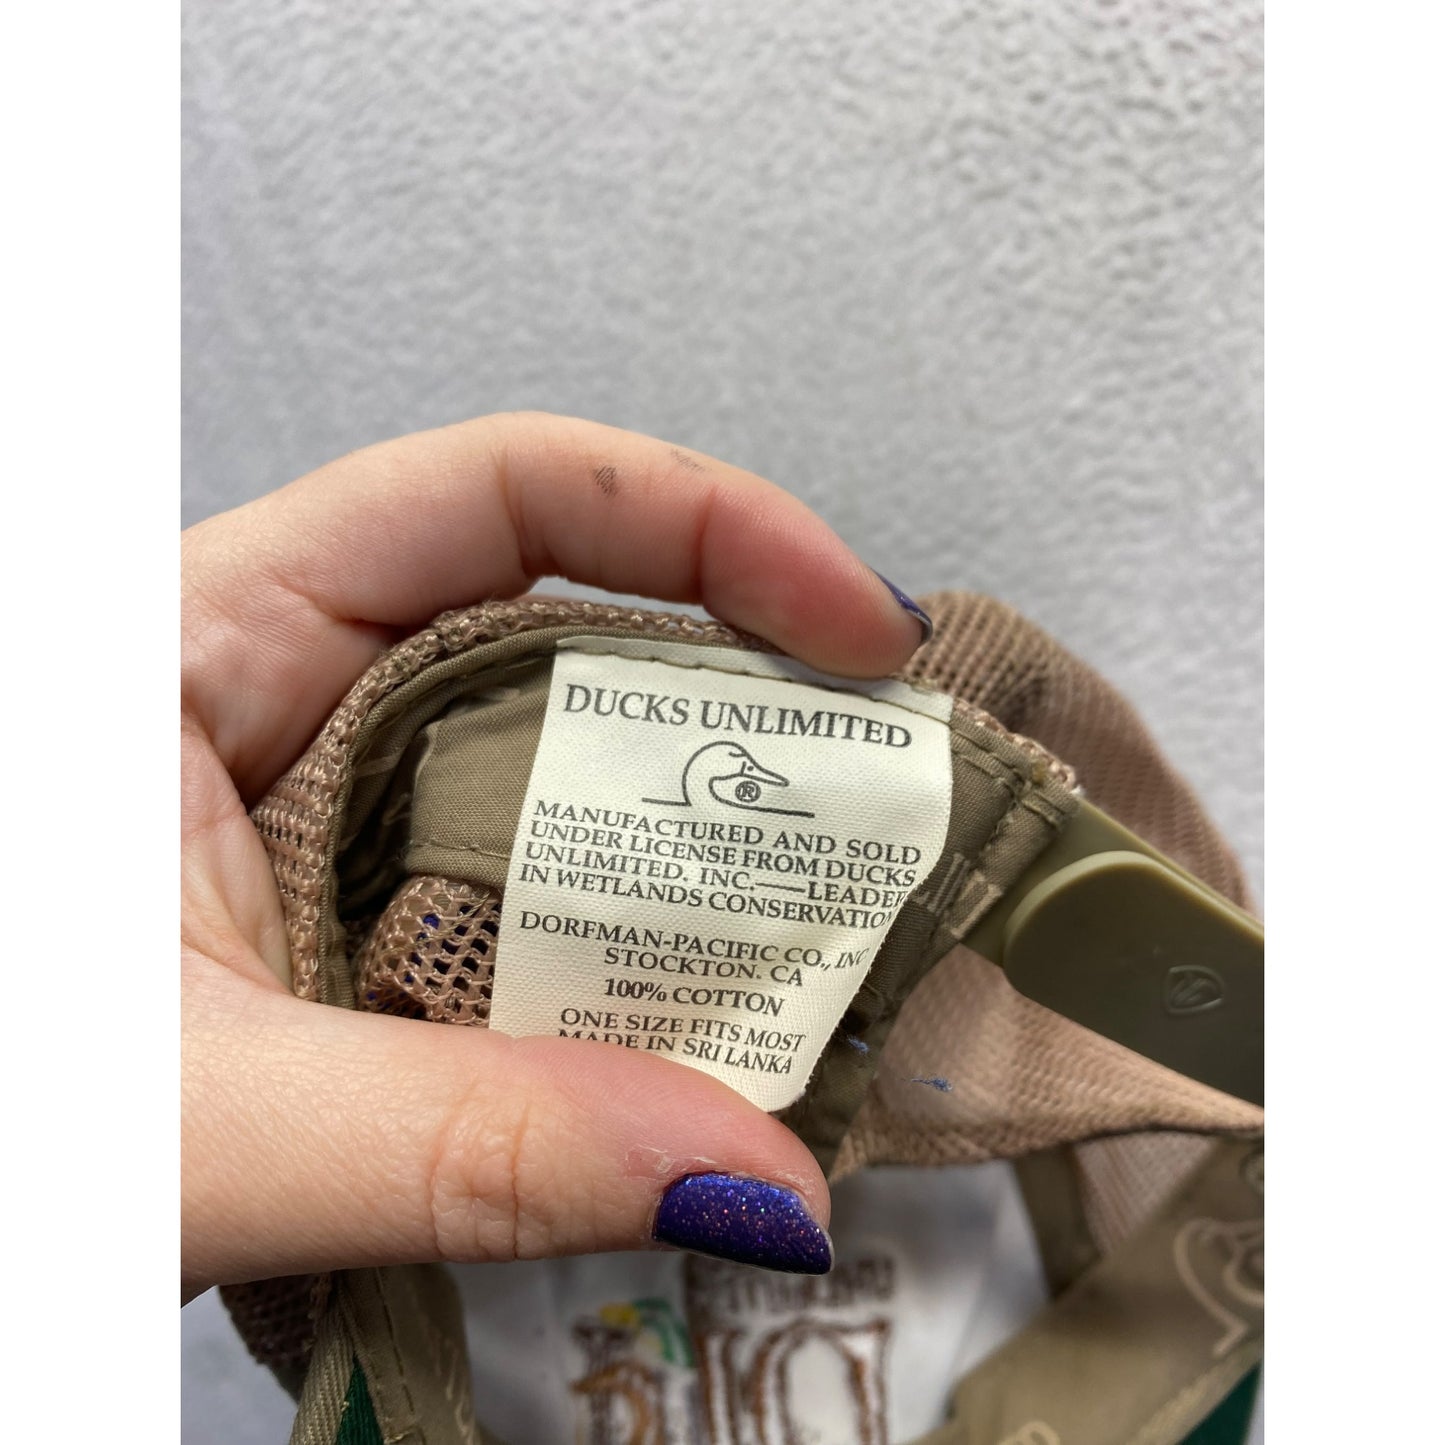 DUCKS UNLIMITED
®
MANUFACTURED AND SOLD
UNDER LICENSE FROM DUCKS
UNLIMITED. INC.—LEADER
IN WETLANDS CONSERVATION
DORFMAN-PACIFIC CO., INC
STOCKTON. CA
100% COTTON
ONE SIZE FITS MOST
MADE IN SRI LANKA